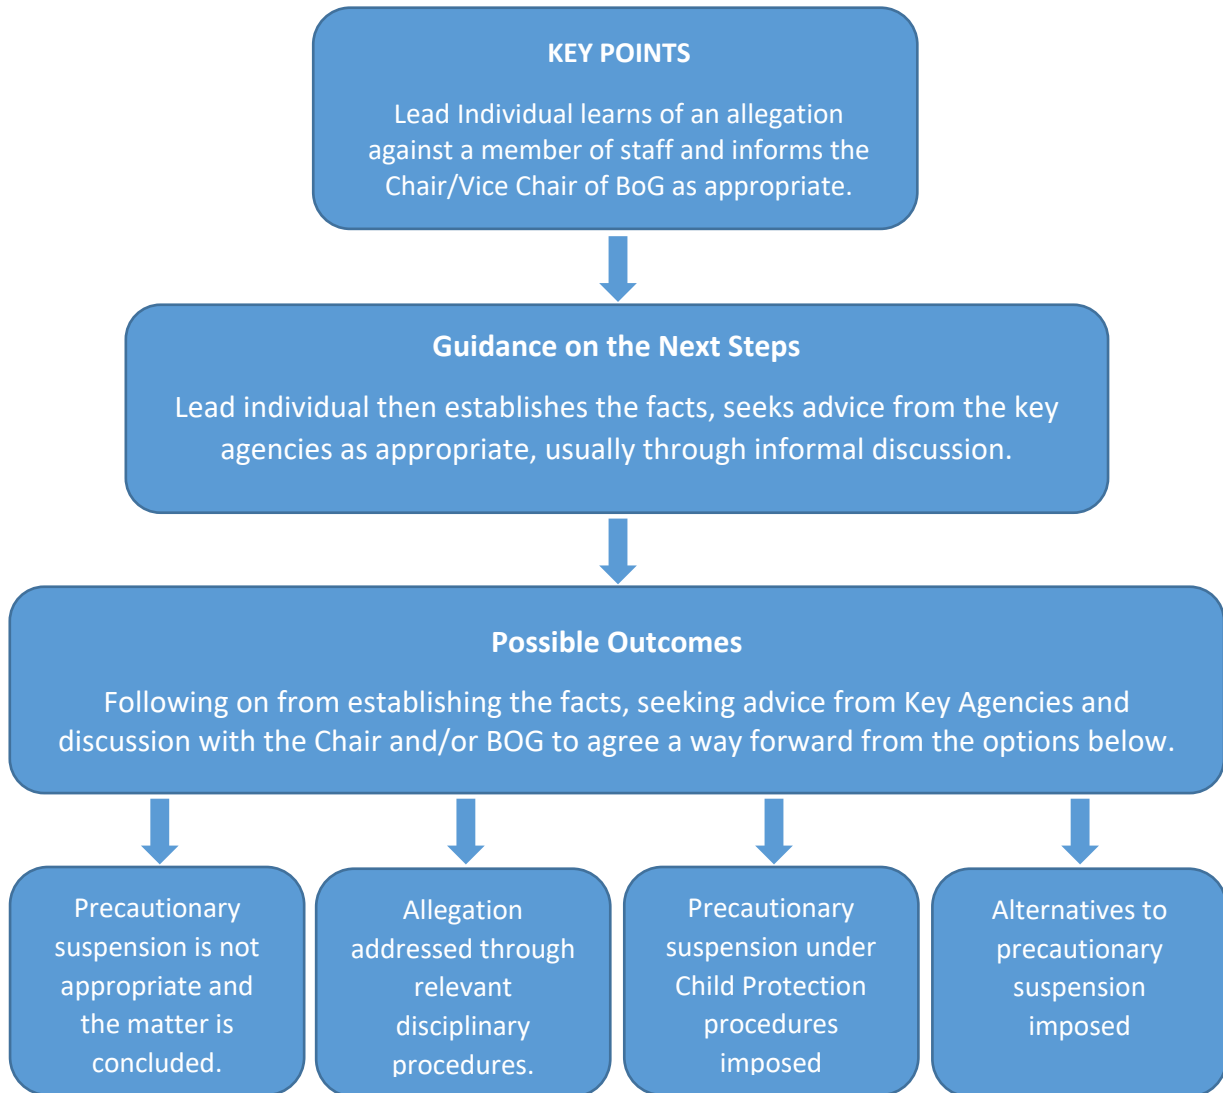 KEY POINTS
Lead Individual learns of an allegation
against a member of staff and informs the
Chair/Vice Chair of BoG as appropriate.
Guidance on the Next Steps
Lead individual then establishes the facts, seeks advice from the key
agencies as appropriate, usually through informal discussion.
Possible Outcomes
Following on from establishing the facts, seeking advice from Key Agencies and
discussion with the Chair and/or BOG to agree a way forward from the options below.
Precautionary
suspension is not
appropriate and
the matter is
concluded.
Allegation
addressed through
relevant
disciplinary
procedures.
Precautionary
suspension under
Child Protection
procedures
imposed
Alternatives to
precautionary
suspension
imposed